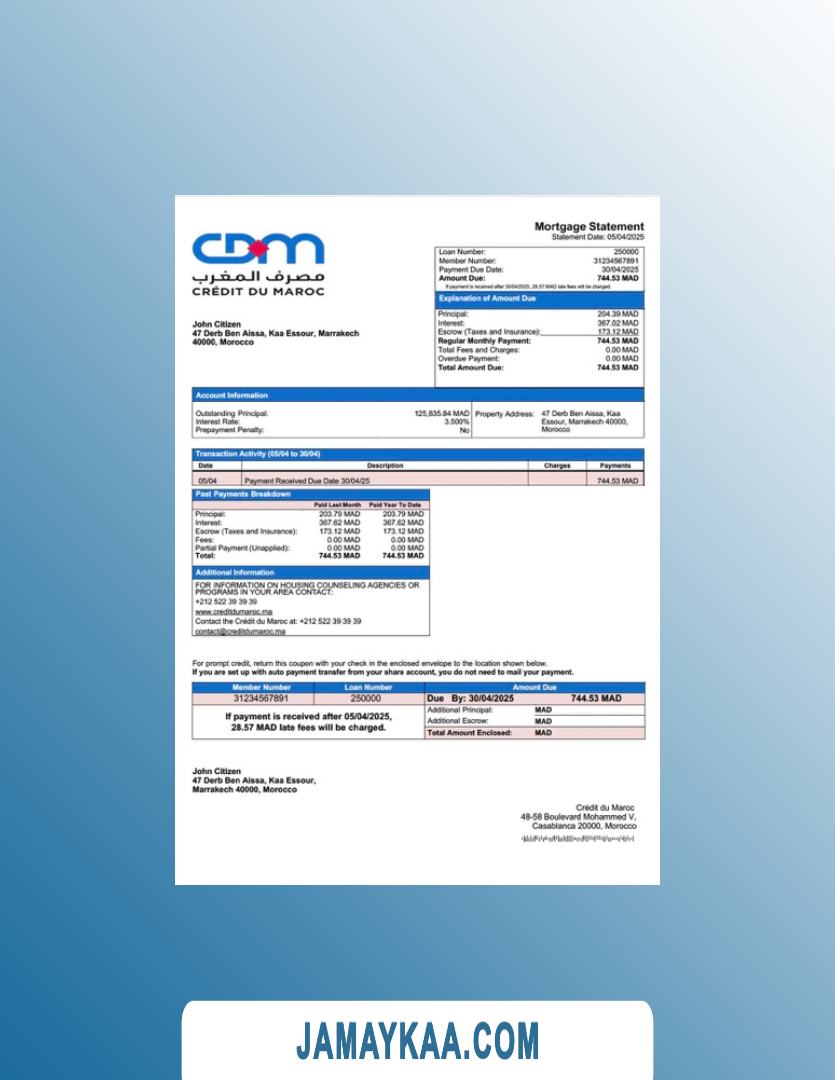 CDM
مصرف المغرب
CRÉDIT DU MAROC
Mortgage Statement
Statement Date: 05/04/2025
Loan Number: 250000
Member Number: 31234567891
Payment Due Date: 30/04/2025
Amount Due: 744.53 MAD
If payment is received after 30/04/2025, 28.57 MAD late fees will be charged.
Explanation of Amount Due
Principal: 204.39 MAD
Interest: 367.02 MAD
Escrow (Taxes and Insurance): 173.12 MAD
Regular Monthly Payment: 744.53 MAD
Total Fees and Charges: 0.00 MAD
Overdue Payment: 0.00 MAD
Total Amount Due: 744.53 MAD
John Citizen
47 Derb Ben Aissa, Kaa Essour, Marrakech
40000, Morocco
Account Information
Outstanding Principal: 125,835.84 MAD
Interest Rate: 3.500%
Prepayment Penalty: No
Property Address: 47 Derb Ben Aissa, Kaa
Essour, Marrakech 40000,
Morocco
Transaction Activity (05/04 to 30/04)
Date Description Charges Payments
05/04 Payment Received Due Date 30/04/25 744.53 MAD
Past Payments Breakdown
Paid Last Month Paid Year To Date
Principal: 203.79 MAD 203.79 MAD
Interest: 367.62 MAD 367.62 MAD
Escrow (Taxes and Insurance): 173.12 MAD 173.12 MAD
Fees: 0.00 MAD 0.00 MAD
Partial Payment (Unapplied): 0.00 MAD 0.00 MAD
Total: 744.53 MAD 744.53 MAD
Additional Information
FOR INFORMATION ON HOUSING COUNSELING AGENCIES OR
PROGRAMS IN YOUR AREA CONTACT:
+212 522 39 39 39
www.creditdumaroc.ma
Contact the Crédit du Maroc at: +212 522 39 39 39
contact@creditdumaroc.ma
For prompt credit, return this coupon with your check in the enclosed envelope to the location shown below.
If you are set up with auto payment transfer from your share account, you do not need to mail your payment.
Member Number Loan Number Amount Due
31234567891 250000 Due By: 30/04/2025 744.53 MAD
If payment is received after 05/04/2025,
28.57 MAD late fees will be charged.
Additional Principal: MAD
Additional Escrow: MAD
Total Amount Enclosed: MAD
John Citizen
47 Derb Ben Aissa, Kaa Essour,
Marrakech 40000, Morocco
Crédit du Maroc
48-58 Boulevard Mohammed V,
Casablanca 20000, Morocco
JAMAYKAA.COM